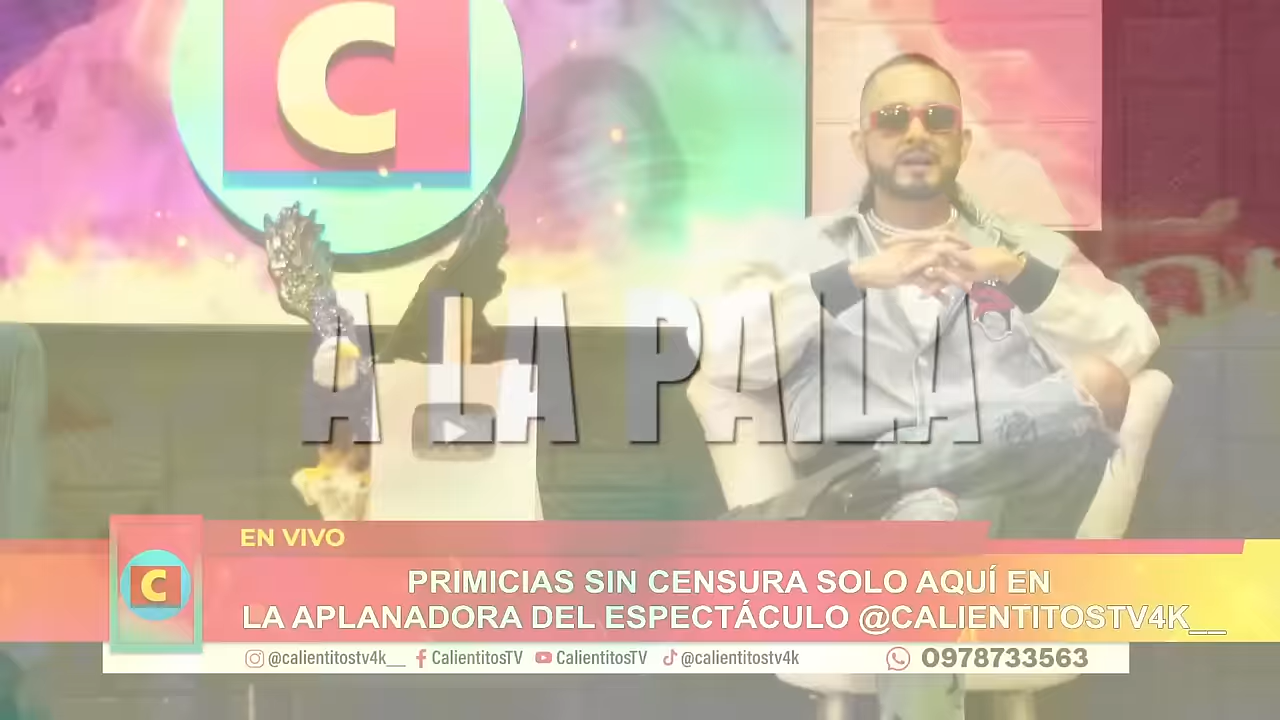 C
A LA PAILA
EN VIVO
C
PRIMICIAS SIN CENSURA SOLO AQUÍ EN
LA APLANADORA DEL ESPECTÁCULO @CALIENTITOSTV4K__
@calientitostv4k__ CalientitosTV CalientitosTV @calientitostv4k 0978733563